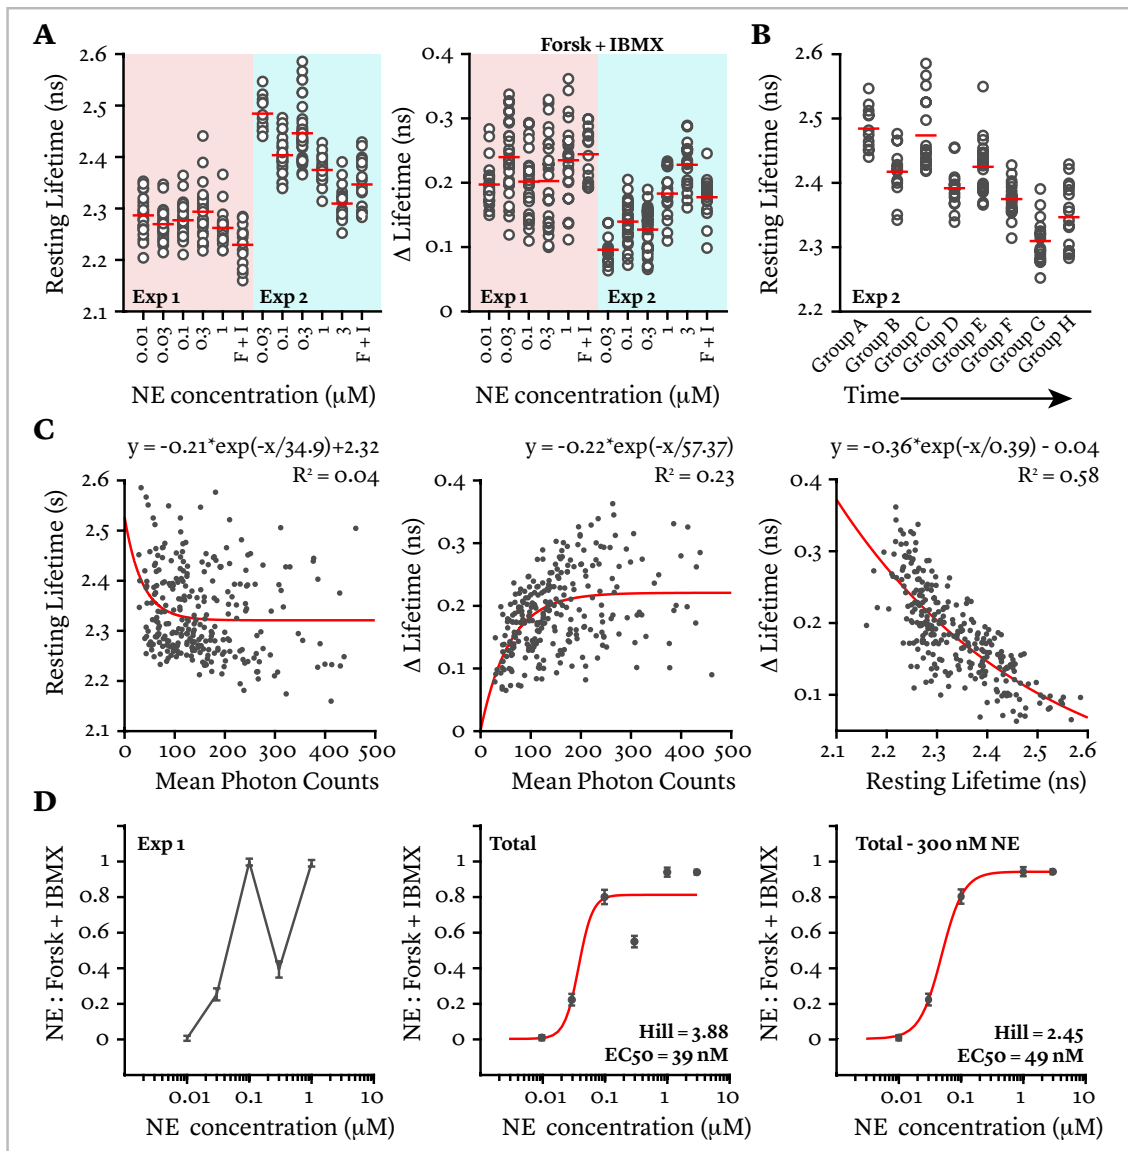 A
B
Forsk + IBMX
Resting Lifetime (ns)
2.6
2.5
2.4
2.3
2.2
2.1
Exp 1
Exp 2
0.01
0.03
0.1
0.3
1
F + I
0.03
0.1
0.3
1
3
F + I
NE concentration (μM)
Δ Lifetime (ns)
0.4
0.3
0.2
0.1
0
Exp 1
Exp 2
0.01
0.03
0.1
0.3
1
F + I
0.03
0.1
0.3
1
3
F + I
NE concentration (μM)
Resting Lifetime (ns)
2.6
2.5
2.4
2.3
2.2
Exp 2
Group A
Group B
Group C
Group D
Group E
Group F
Group G
Group H
Time
C
y = -0.21*exp(-x/34.9)+2.32
R² = 0.04
Resting Lifetime (s)
2.6
2.5
2.4
2.3
2.2
2.1
0 100 200 300 400 500
Mean Photon Counts
y = -0.22*exp(-x/57.37)
R² = 0.23
Δ Lifetime (ns)
0.4
0.3
0.2
0.1
0
0 100 200 300 400 500
Mean Photon Counts
y = -0.36*exp(-x/0.39) - 0.04
R² = 0.58
Δ Lifetime (ns)
0.4
0.3
0.2
0.1
2.1 2.2 2.3 2.4 2.5 2.6
Resting Lifetime (ns)
D
Exp 1
NE : Forsk + IBMX
1
0.8
0.6
0.4
0.2
0
0.01 0.1 1 10
NE concentration (μM)
Total
NE : Forsk + IBMX
1
0.8
0.6
0.4
0.2
0
Hill = 3.88
EC50 = 39 nM
0.01 0.1 1 10
NE concentration (μM)
Total - 300 nM NE
NE : Forsk + IBMX
1
0.8
0.6
0.4
0.2
0
Hill = 2.45
EC50 = 49 nM
0.01 0.1 1 10
NE concentration (μM)